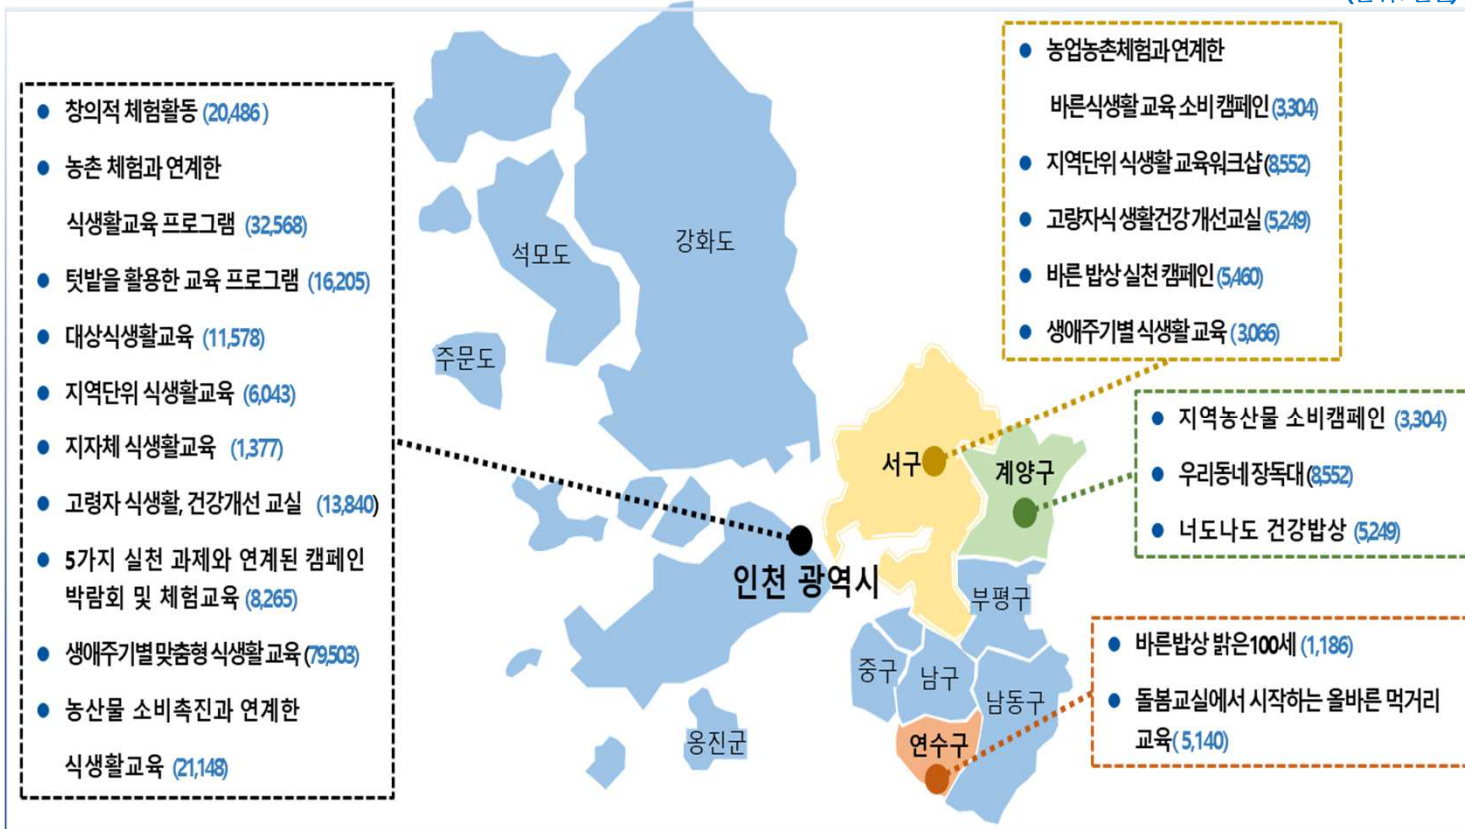 창의적 체험활동 (20,486 )
농촌 체험과 연계한
식생활교육 프로그램 (32,568)
텃밭을 활용한 교육 프로그램 (16,205)
대상식생활교육 (11,578)
지역단위 식생활교육 (6,043)
지자체 식생활교육 (1,377)
고령자 식생활, 건강개선 교실 (13,840)
5가지 실천 과제와 연계된 캠페인
박람회 및 체험교육 (8,265)
생애주기별 맞춤형 식생활 교육 (79,503)
농산물 소비촉진과 연계한
식생활교육 (21,148)
강화도
석모도
주문도
인천 광역시
옹진군
서구
계양구
부평구
중구
남구
남동구
연수구
농업농촌체험과 연계한
바른식생활 교육 소비 캠페인 (3,304)
지역단위 식생활 교육워크샵 (8,552)
고량자식 생활건강 개선교실 (5,249)
바른 밥상 실천 캠페인 (5,460)
생애주기별 식생활 교육 (3,066)
지역농산물 소비캠페인 (3,304)
우리동네 장독대 (8,552)
너도나도 건강밥상 (5,249)
바른밥상 밝은100세 (1,186)
돌봄교실에서 시작하는 올바른 먹거리
교육( 5,140)